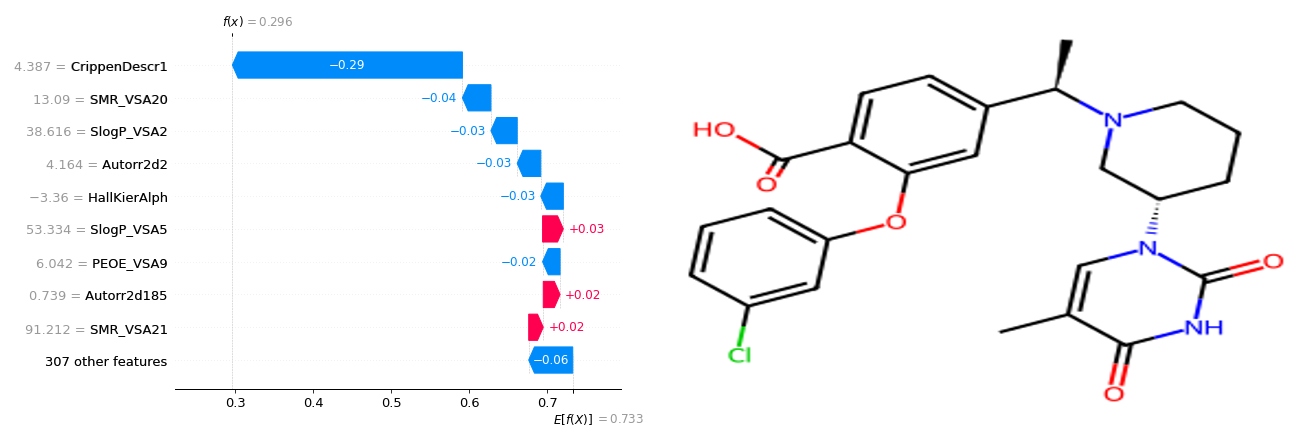 f(x) = 0.296
4.387 = CrippenDescr1
−0.29
13.09 = SMR_VSA20
−0.04
38.616 = SlogP_VSA2
−0.03
4.164 = Autorr2d2
−0.03
−3.36 = HallKierAlph
−0.03
53.334 = SlogP_VSA5
+0.03
6.042 = PEOE_VSA9
−0.02
0.739 = Autorr2d185
+0.02
91.212 = SMR_VSA21
+0.02
307 other features
−0.06
0.3 0.4 0.5 0.6 0.7
E[f(X)] = 0.733
HO
O
O
Cl
N
N
O
NH
O